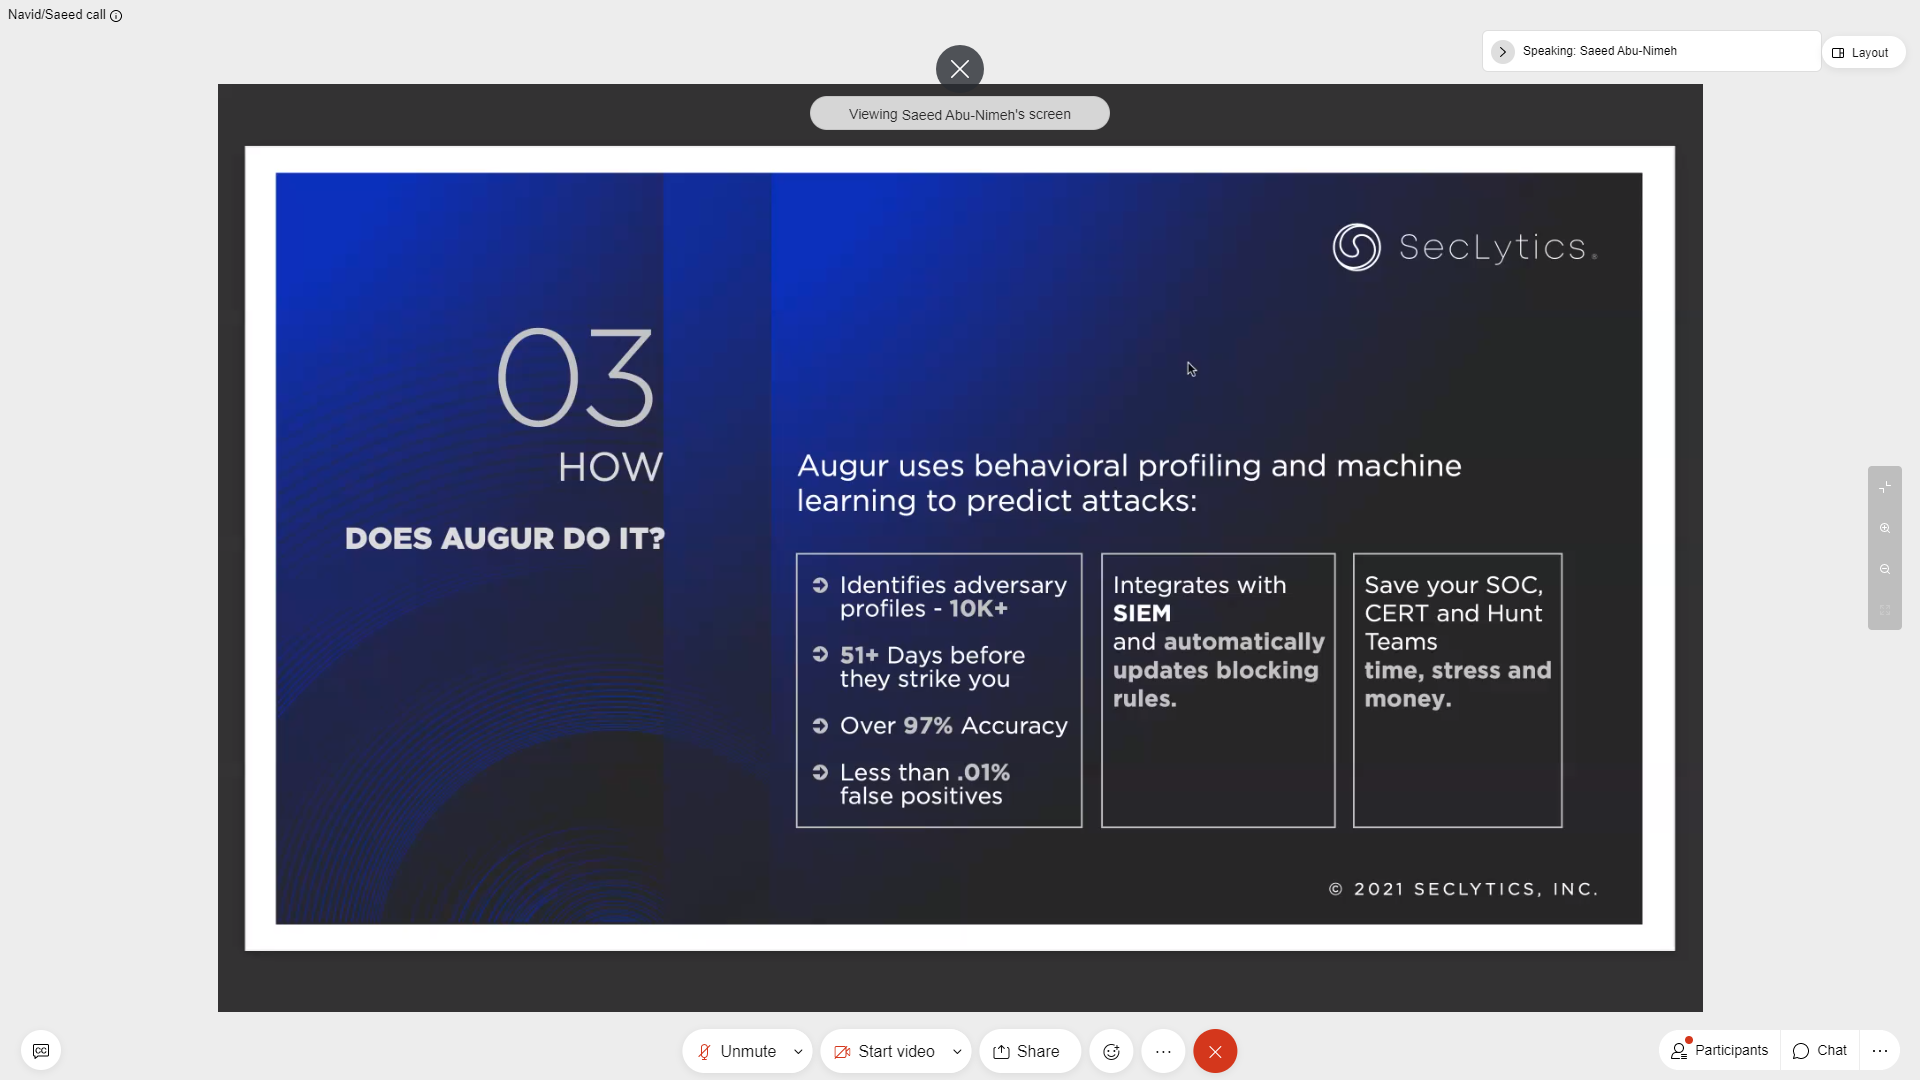 Navid/Saeed call
Speaking: Saeed Abu-Nimeh
Layout
Viewing Saeed Abu-Nimeh's screen
SecLytics®
03
HOW
DOES AUGUR DO IT?
Augur uses behavioral profiling and machine
learning to predict attacks:
Identifies adversary
profiles - 10K+
51+ Days before
they strike you
Over 97% Accuracy
Less than .01%
false positives
Integrates with
SIEM
and automatically
updates blocking
rules.
Save your SOC,
CERT and Hunt
Teams
time, stress and
money.
© 2021 SECLYTICS, INC.
CC
Unmute
Start video
Share
Participants
Chat